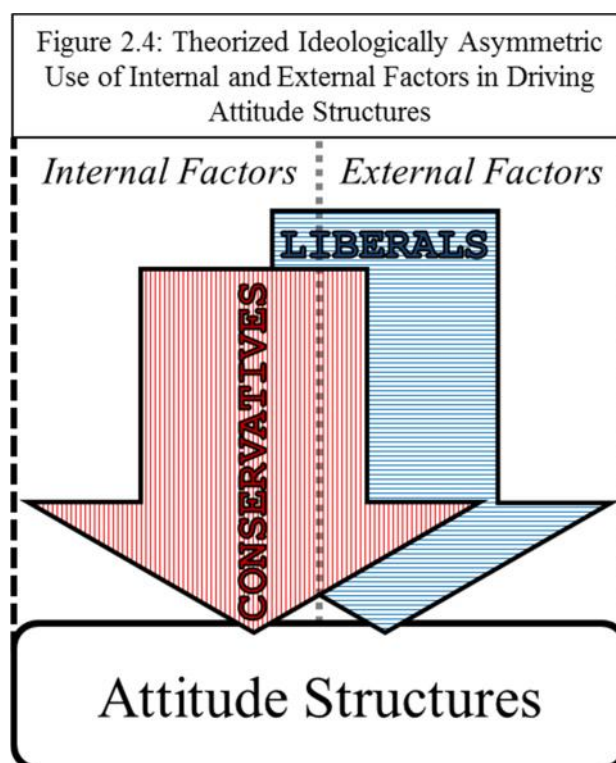 Figure 2.4: Theorized Ideologically Asymmetric
Use of Internal and External Factors in Driving
Attitude Structures
Internal Factors
External Factors
LIBERALS
CONSERVATIVES
Attitude Structures